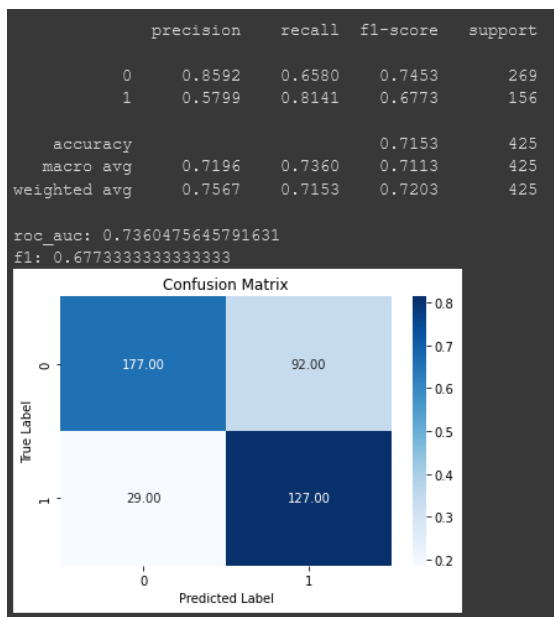 precision recall f1-score support
0 0.8592 0.6580 0.7453 269
1 0.5799 0.8141 0.6773 156
accuracy 0.7153 425
macro avg 0.7196 0.7360 0.7113 425
weighted avg 0.7567 0.7153 0.7203 425
roc_auc: 0.7360475645791631
f1: 0.6773333333333333
Confusion Matrix
0.8
0.7
0.6
0.5
0.4
0.3
0.2
True Label
0
177.00 92.00
1
29.00 127.00
0 1
Predicted Label